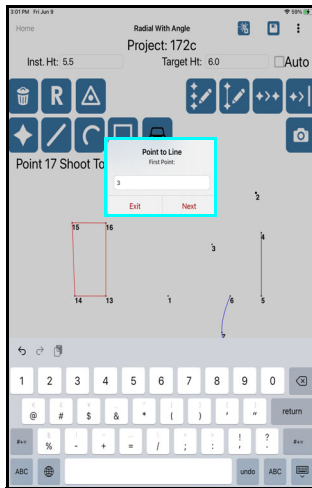 3:01 PM Fri Jun 9 59%
Home Radial With Angle
Project: 172c
Inst. Ht: 5.5 Target Ht: 6.0 Auto
R A
Point 17 Shoot To
Point to Line
First Point:
3
Exit Next
2
15 16
4
3
14 13 1 6 5
7
1 2 3 4 5 6 7 8 9 0
@ # $ & * ( ) ' " return
#+= % - + = / ; : ! ? #+=
ABC undo ABC